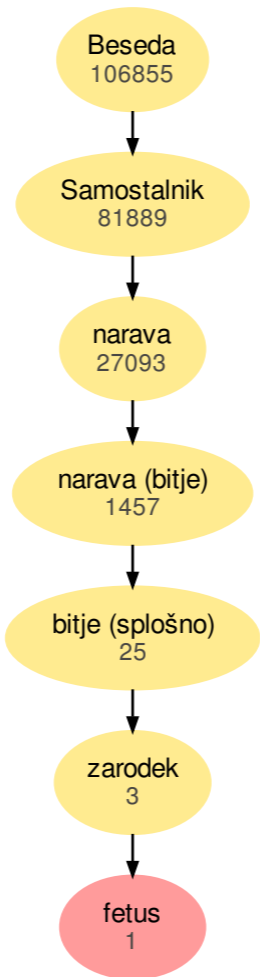 Beseda
106855
Samostalnik
81889
narava
27093
narava (bitje)
1457
bitje (splošno)
25
zarodek
3
fetus
1